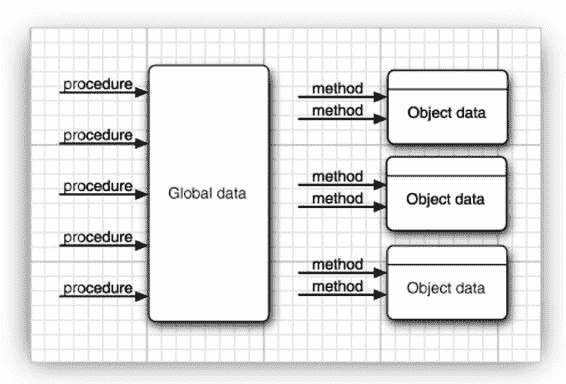 procedure
procedure
procedure
procedure
procedure
Global data
method
method
Object data
method
method
Object data
method
method
Object data